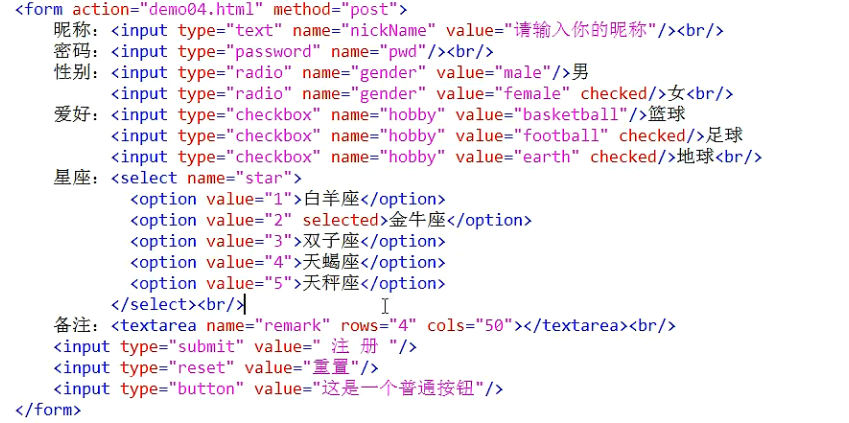 <form action="demo04.html" method="post">
昵称：<input type="text" name="nickName" value="请输入你的昵称"/><br/>
密码：<input type="password" name="pwd"/><br/>
性别：<input type="radio" name="gender" value="male"/>男
<input type="radio" name="gender" value="female" checked/>女<br/>
爱好：<input type="checkbox" name="hobby" value="basketball"/>篮球
<input type="checkbox" name="hobby" value="football" checked/>足球
<input type="checkbox" name="hobby" value="earth" checked/>地球<br/>
星座：<select name="star">
<option value="1">白羊座</option>
<option value="2" selected>金牛座</option>
<option value="3">双子座</option>
<option value="4">天蝎座</option>
<option value="5">天秤座</option>
</select><br/>
备注：<textarea name="remark" rows="4" cols="50"></textarea><br/>
<input type="submit" value=" 注 册 "/>
<input type="reset" value="重置"/>
<input type="button" value="这是一个普通按钮"/>
</form>